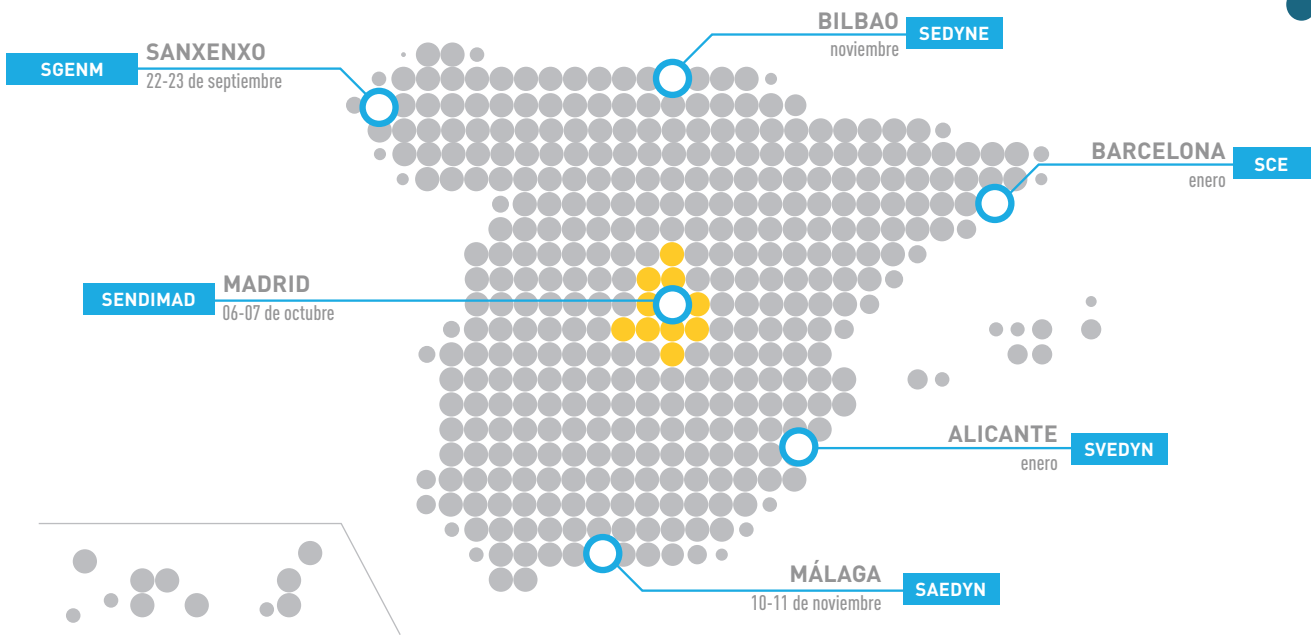 BILBAO
noviembre
SEDYNE
SGENM
SANXENXO
22-23 de septiembre
BARCELONA
enero
SCE
SENDIMAD
MADRID
06-07 de octubre
ALICANTE
enero
SVEDYN
MÁLAGA
10-11 de noviembre
SAEDYN